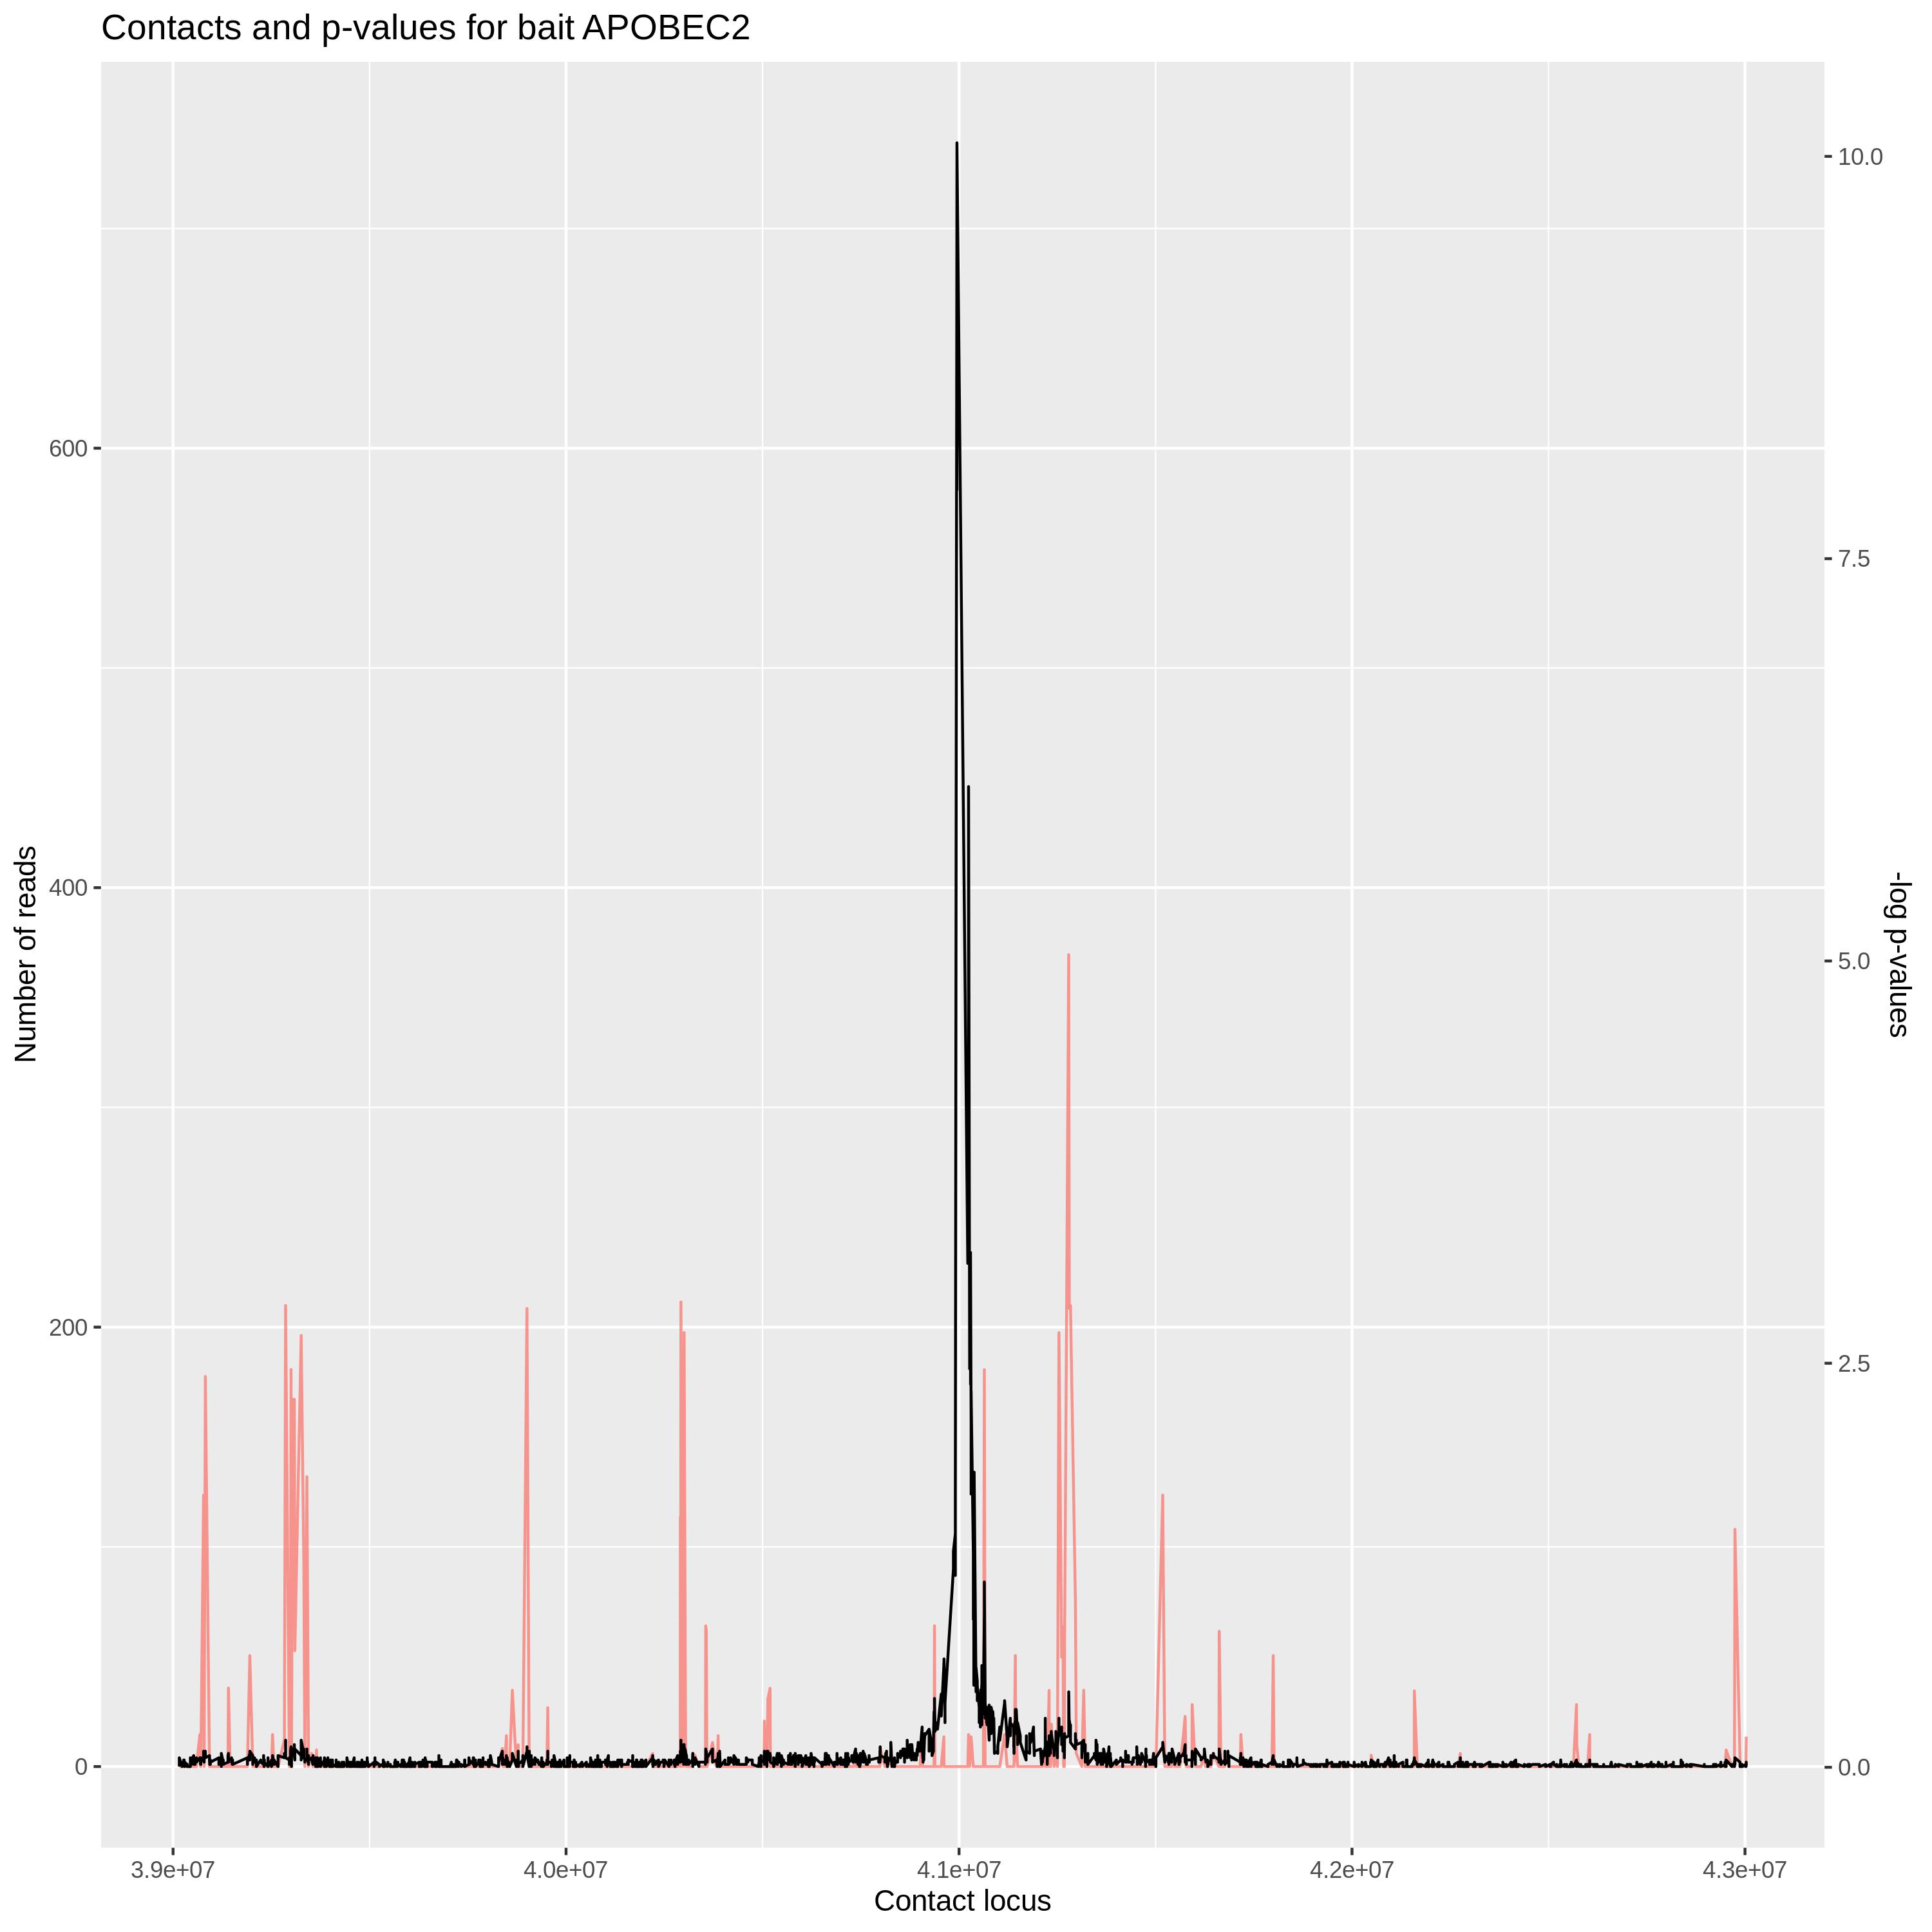 Contacts and p-values for bait APOBEC2
Number of reads
600
400
200
0
10.0
7.5
5.0
2.5
0.0
-log p-values
3.9e+07
4.0e+07
4.1e+07
4.2e+07
4.3e+07
Contact locus